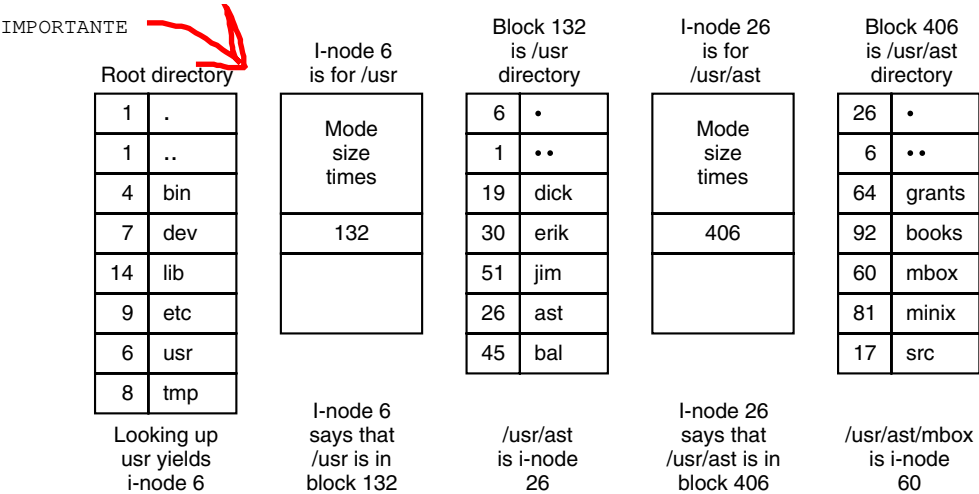 IMPORTANTE
Root directory
1 .
1 ..
4 bin
7 dev
14 lib
9 etc
6 usr
8 tmp
Looking up
usr yields
i-node 6
I-node 6
is for /usr
Mode
size
times
132
I-node 6
says that
/usr is in
block 132
Block 132
is /usr
directory
6 •
1 ••
19 dick
30 erik
51 jim
26 ast
45 bal
/usr/ast
is i-node
26
I-node 26
is for
/usr/ast
Mode
size
times
406
I-node 26
says that
/usr/ast is in
block 406
Block 406
is /usr/ast
directory
26 •
6 ••
64 grants
92 books
60 mbox
81 minix
17 src
/usr/ast/mbox
is i-node
60